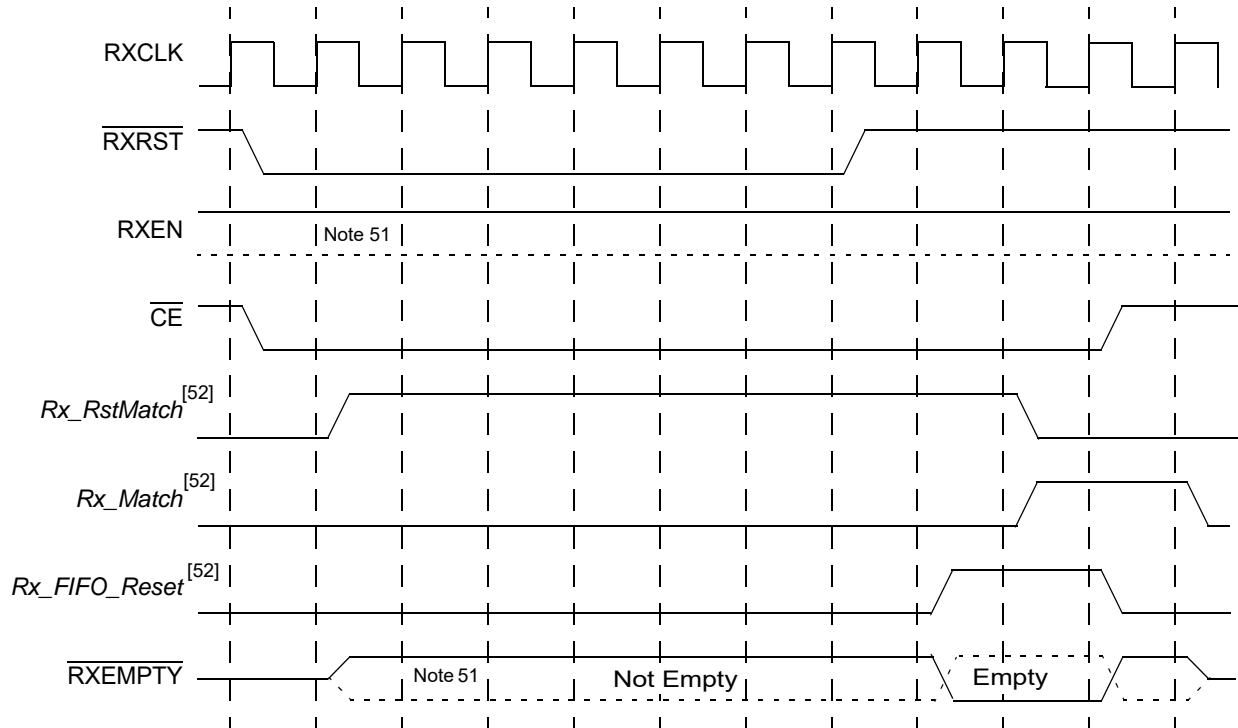 RXCLK
RXRST
RXEN
Note 51
CE
Rx_RstMatch[52]
Rx_Match[52]
Rx_FIFO_Reset[52]
RXEMPTY Note 51 Not Empty Empty